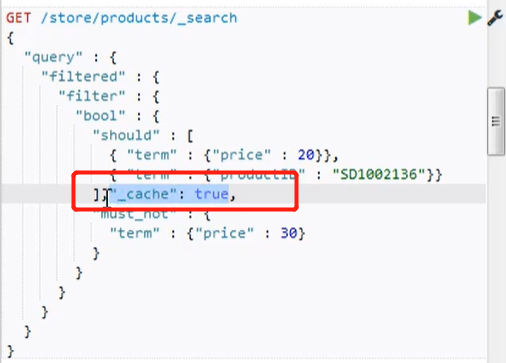 GET /store/products/_search
{
  "query" : {
    "filtered" : {
      "filter" : {
        "bool" : {
          "should" : [
            { "term" : {"price" : 20}},
            { "term" : {"productID" : "SD1002136"}}
          ],"_cache": true,
          "must_not" : {
            "term" : {"price" : 30}
          }
        }
      }
    }
  }
}